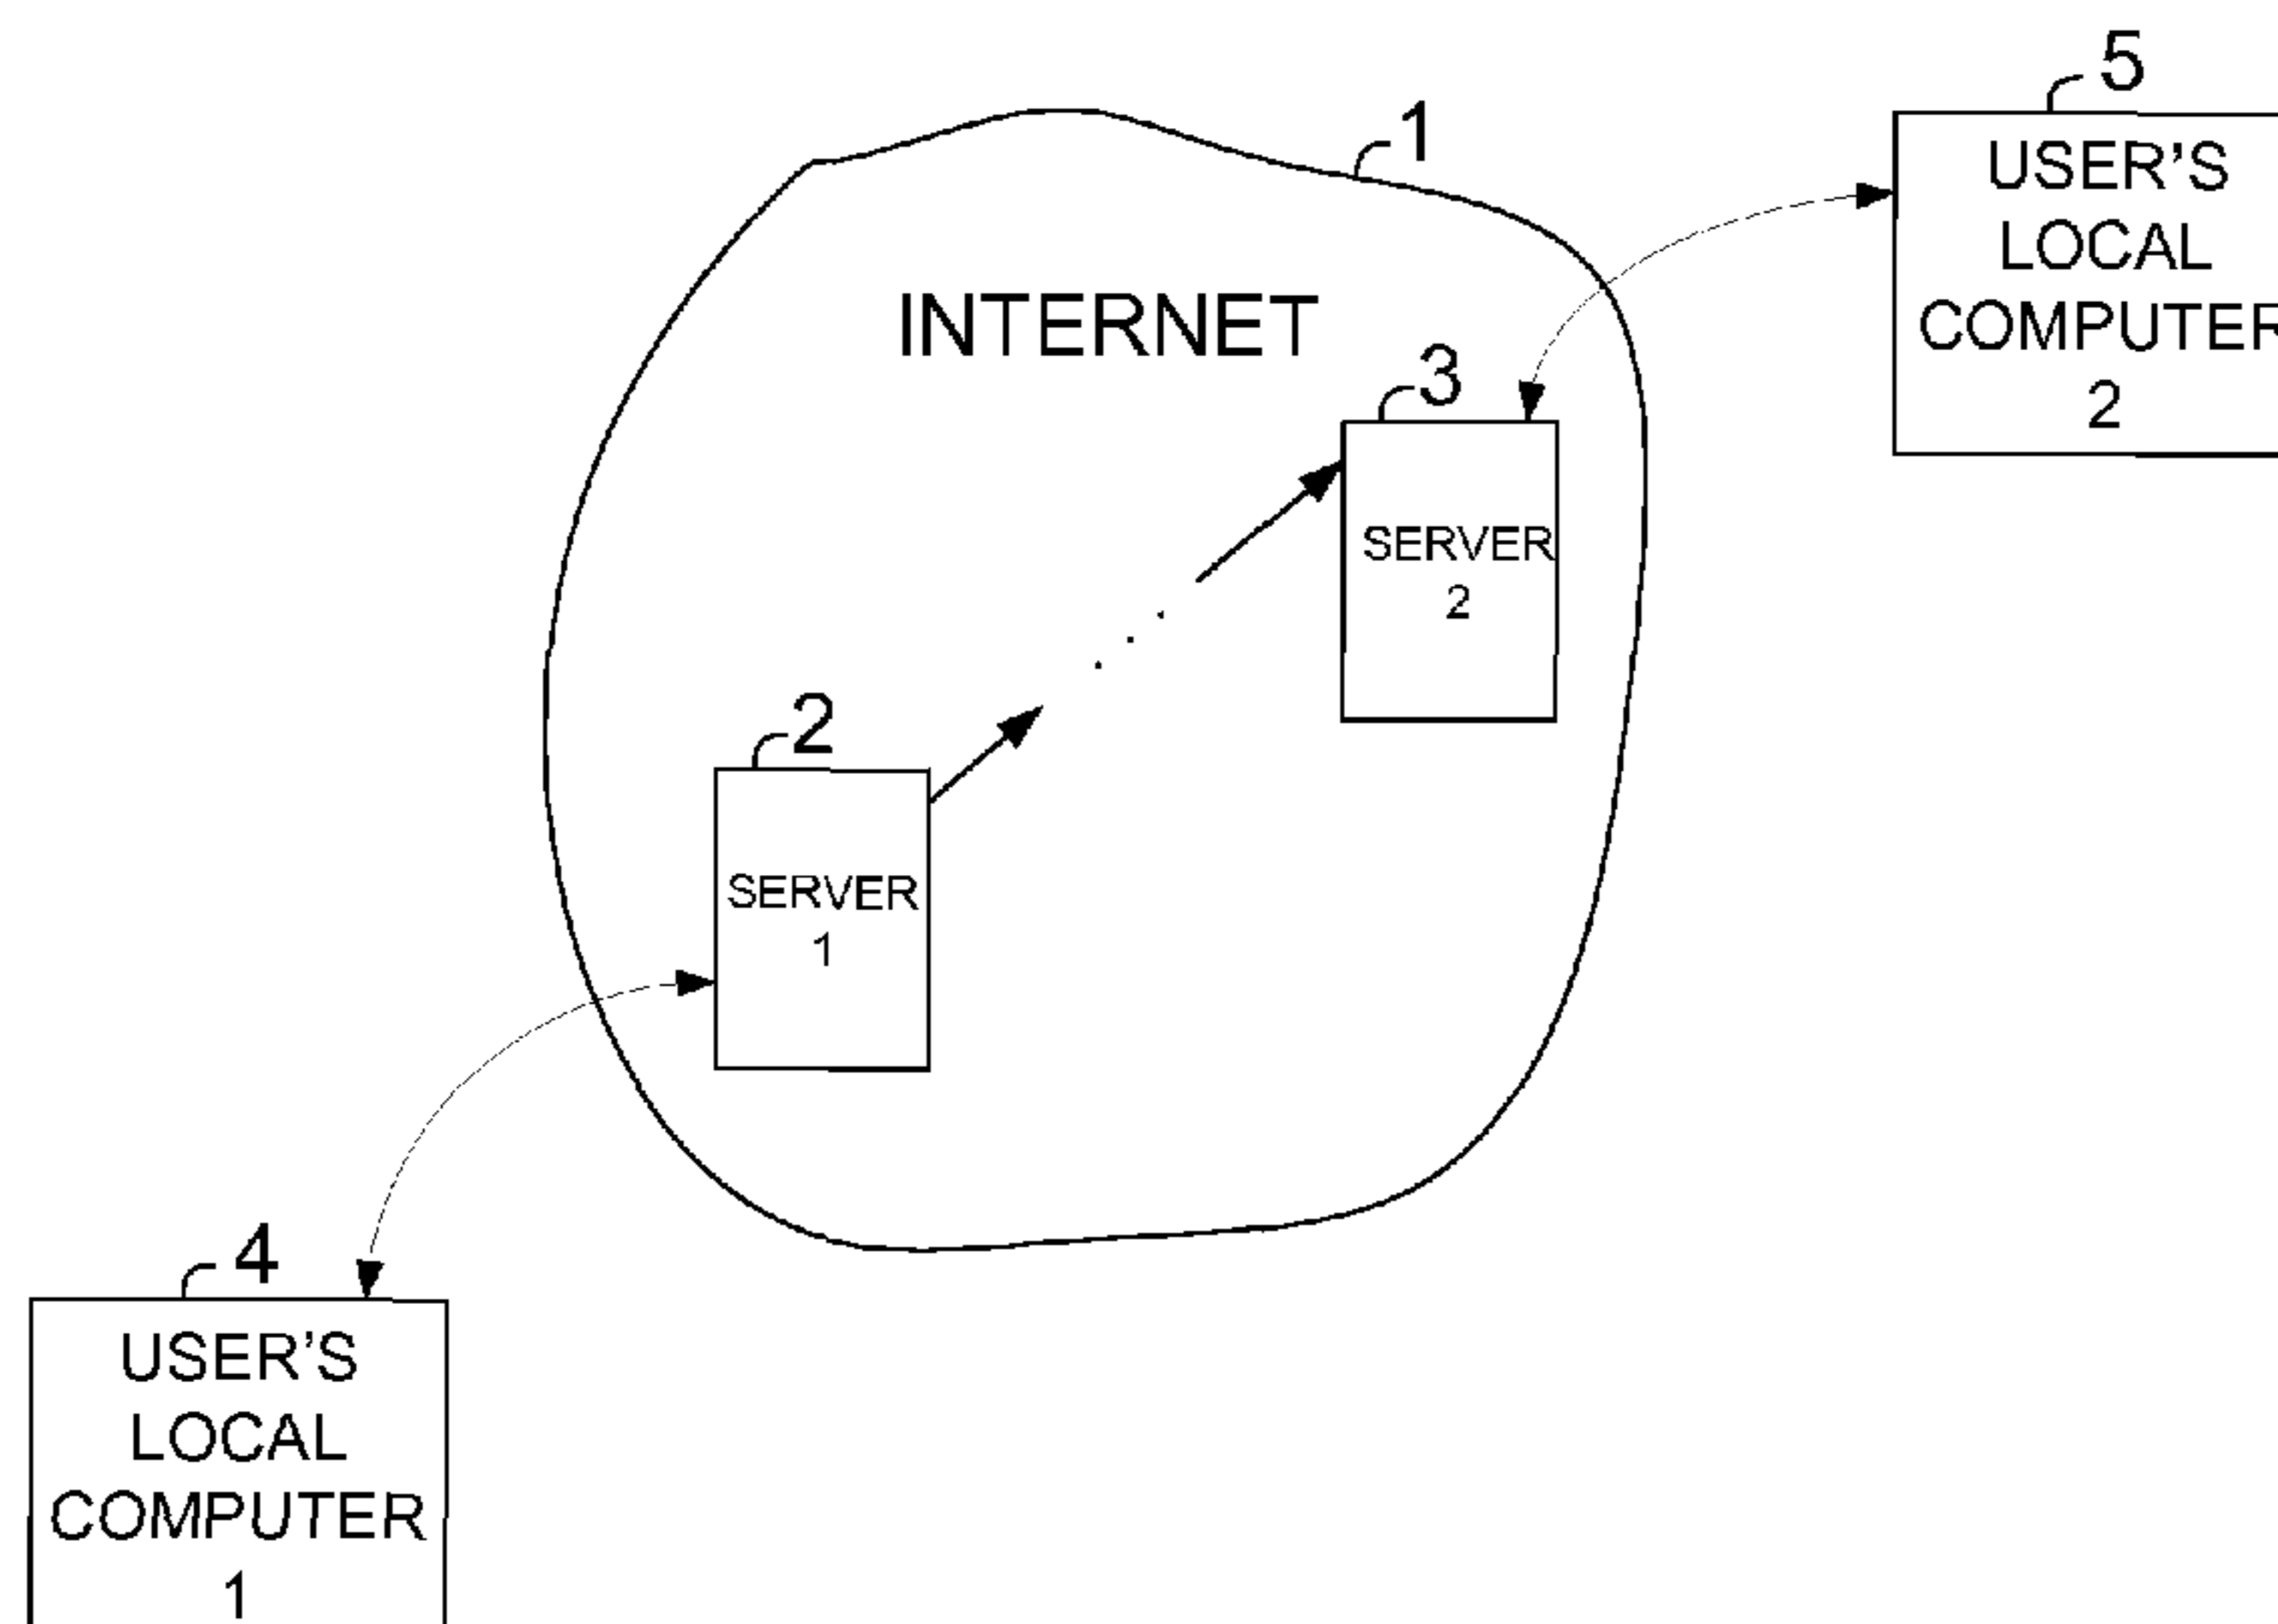 5
USER'S
LOCAL
COMPUTER
2
1
INTERNET
3
SERVER
2
2
SERVER
1
4
USER'S
LOCAL
COMPUTER
1